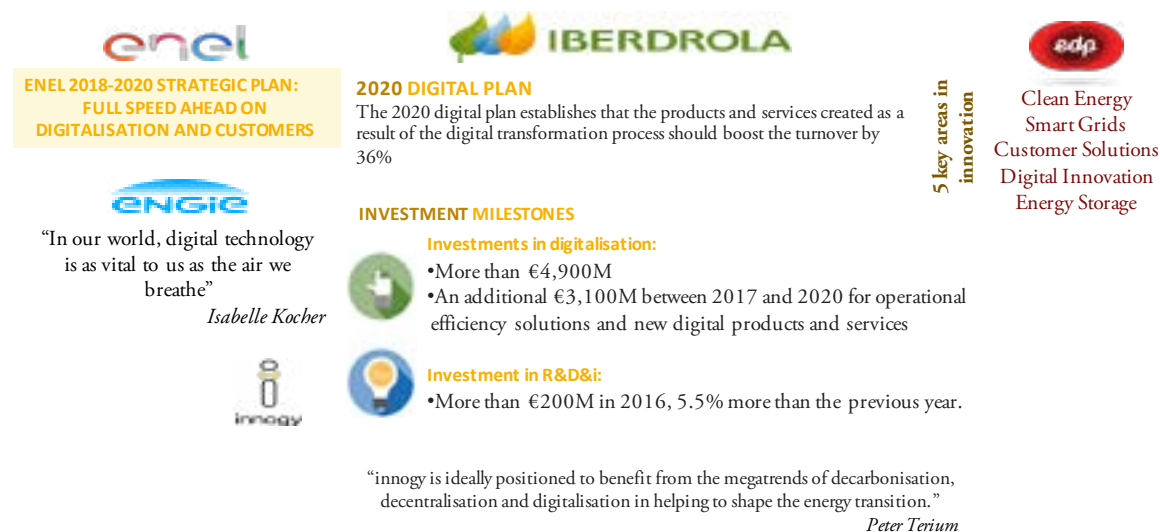 enel
ENEL 2018-2020 STRATEGIC PLAN:
FULL SPEED AHEAD ON
DIGITALISATION AND CUSTOMERS
ENGIE
“In our world, digital technology
is as vital to us as the air we
breathe”
Isabelle Kocher
innogy
IBERDROLA
2020 DIGITAL PLAN
The 2020 digital plan establishes that the products and services created as a
result of the digital transformation process should boost the turnover by
36%
INVESTMENT MILESTONES
Investments in digitalisation:
•More than €4,900M
•An additional €3,100M between 2017 and 2020 for operational
efficiency solutions and new digital products and services
Investment in R&D&i:
•More than €200M in 2016, 5.5% more than the previous year.
“innogy is ideally positioned to benefit from the megatrends of decarbonisation,
decentralisation and digitalisation in helping to shape the energy transition.”
Peter Terium
edp
5 key areas in
innovation
Clean Energy
Smart Grids
Customer Solutions
Digital Innovation
Energy Storage